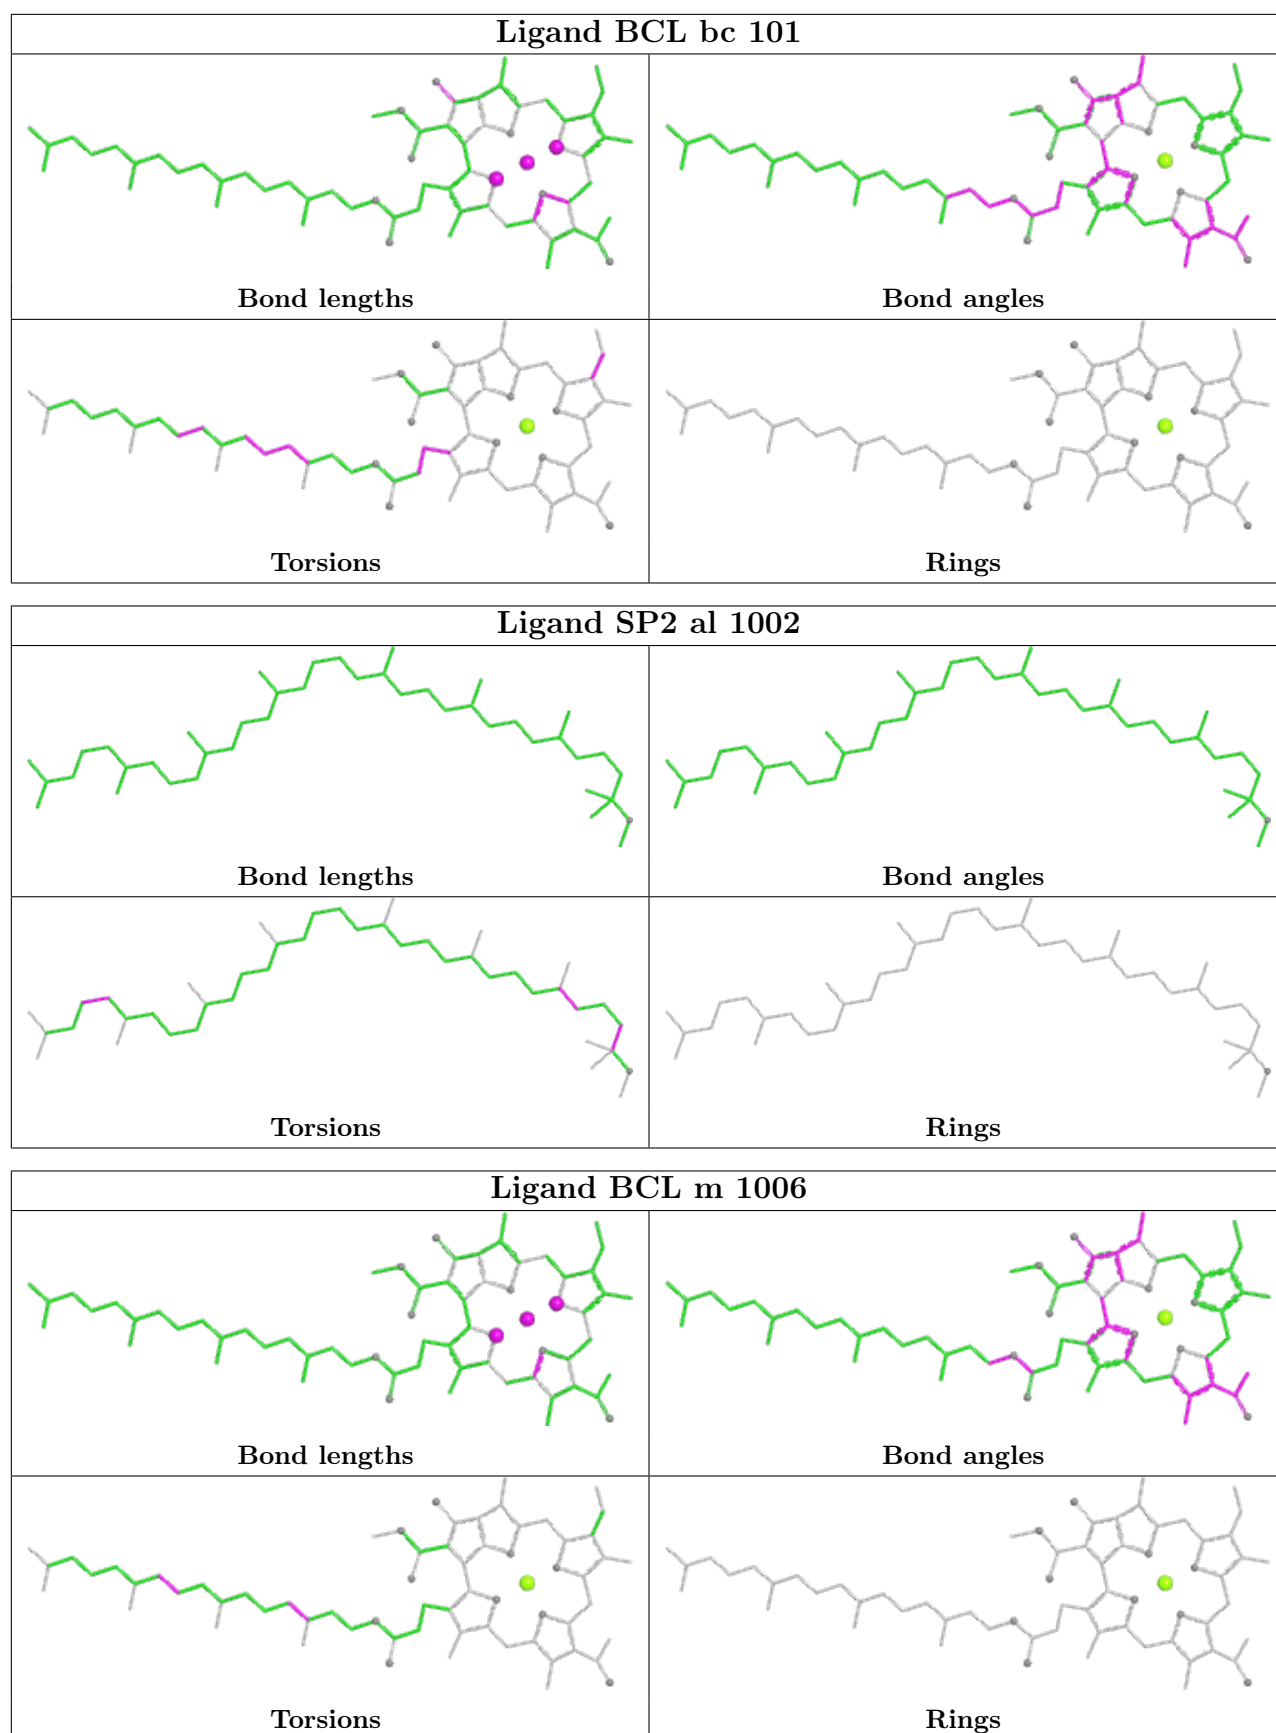 Ligand BCL bc 101
Bond lengths
Bond angles
Torsions
Rings
Ligand SP2 al 1002
Bond lengths
Bond angles
Torsions
Rings
Ligand BCL m 1006
Bond lengths
Bond angles
Torsions
Rings